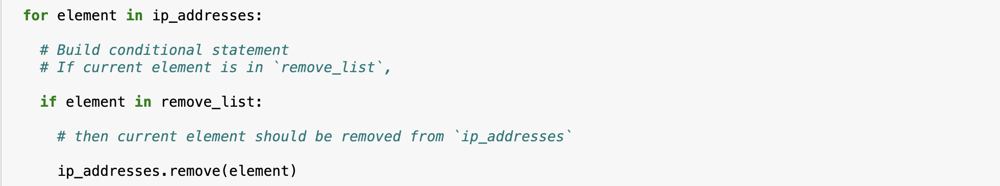 for element in ip_addresses:
# Build conditional statement
# If current element is in `remove_list`,
if element in remove_list:
# then current element should be removed from `ip_addresses`
ip_addresses.remove(element)